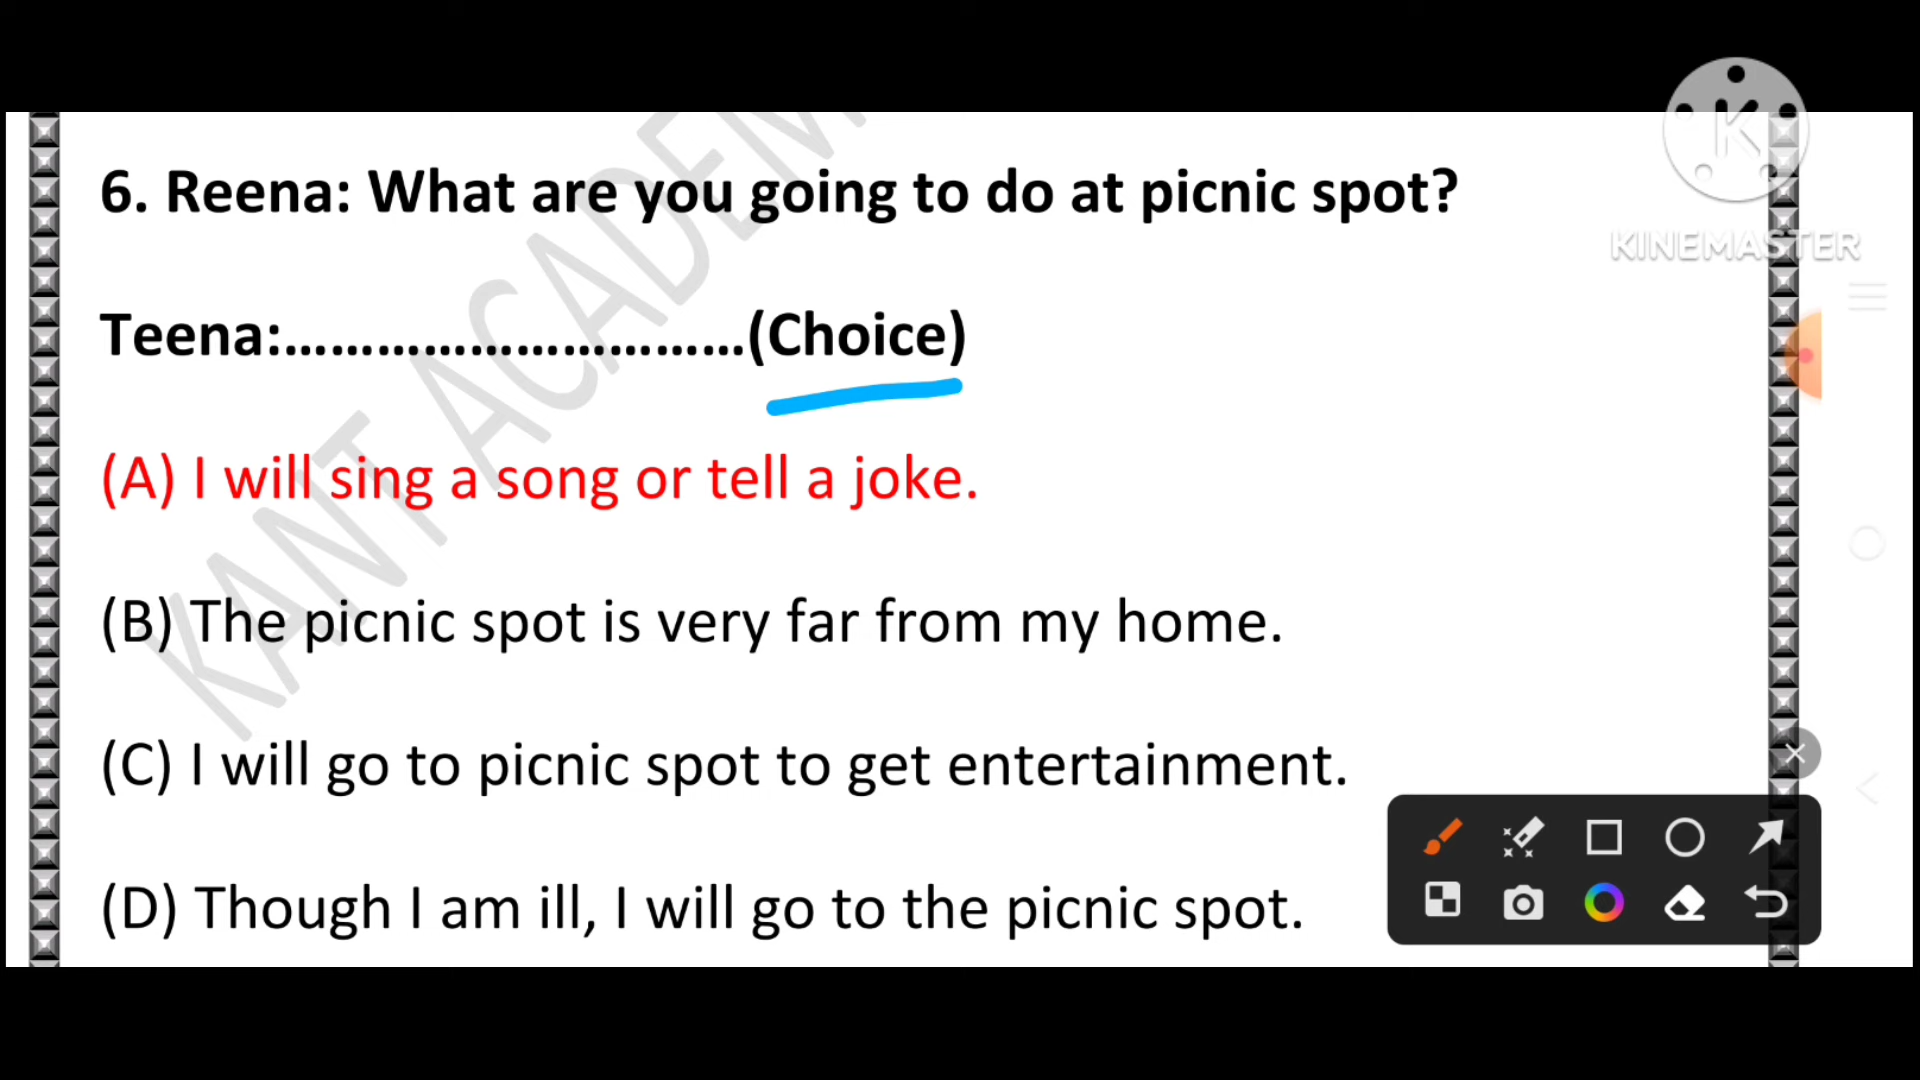 6. Reena: What are you going to do at picnic spot?
Teena:..............................(Choice)
(A) I will sing a song or tell a joke.
(B) The picnic spot is very far from my home.
(C) I will go to picnic spot to get entertainment.
(D) Though I am ill, I will go to the picnic spot.
KANT ACADEM
K
KINEMASTER